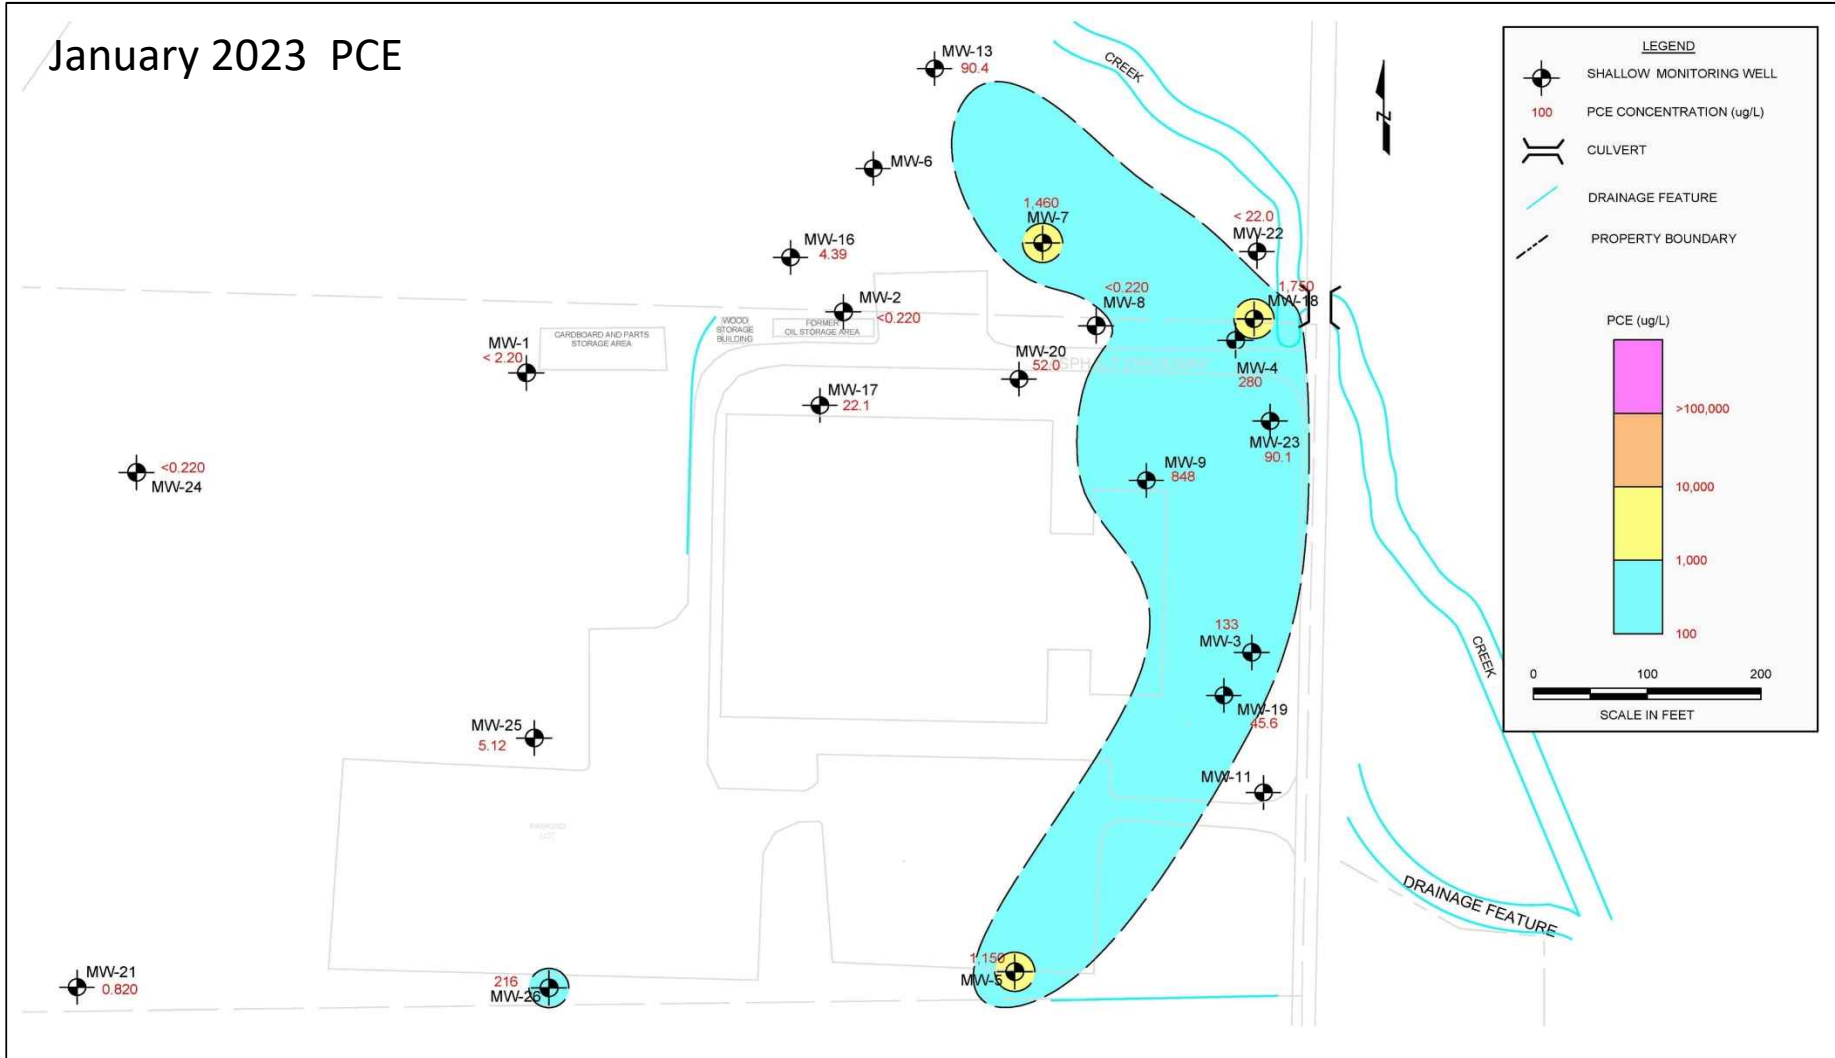 January 2023 PCE
MW-13
90.4
CREEK
MW-6
1,460
MW-7
< 22.0
MW-22
MW-16
4.39
N
MW-2
<0.220
<0.220
MW-8
1,750
MW-18
WOOD
STORAGE
BUILDING
FORMER
OIL STORAGE AREA
CARDBOARD AND PARTS
STORAGE AREA
MW-1
< 2.20
MW-20
52.0
MW-4
280
MW-17
22.1
MW-23
90.1
<0.220
MW-24
MW-9
848
133
MW-3
MW-19
45.6
CREEK
MW-25
5.12
MW-11
PARKING
LOT
DRAINAGE FEATURE
MW-21
0.820
216
MW-26
1,150
MW-5
LEGEND
SHALLOW MONITORING WELL
100
PCE CONCENTRATION (ug/L)
CULVERT
DRAINAGE FEATURE
PROPERTY BOUNDARY
PCE (ug/L)
>100,000
10,000
1,000
100
0 100 200
SCALE IN FEET